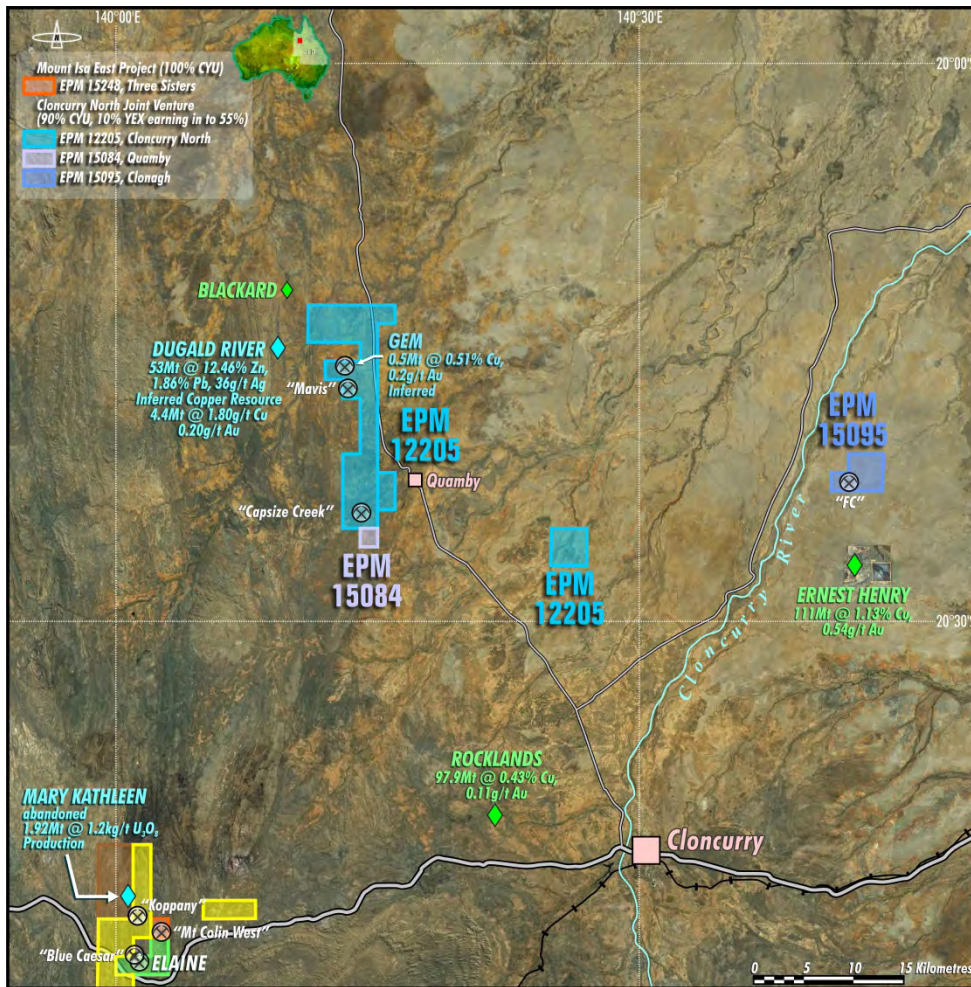 140°00'E
140°30'E
20°00'S
Mount Isa East Project (100% CYU)
EPM 15248, Three Sisters
Cloncurry North Joint Venture
(90% CYU, 10% YEX earning in to 55%)
EPM 12205, Cloncurry North
EPM 15084, Quamby
EPM 15095, Clonagh
BLACKARD
DUGALD RIVER
53Mt @ 12.46% Zn,
1.86% Pb, 36g/t Ag
Inferred Copper Resource
4.4Mt @ 1.80g/t Cu
0.20g/t Au
GEM
0.5Mt @ 0.51% Cu,
0.2g/t Au
Inferred
"Mavis"
EPM
12205
Quamby
"Capsize Creek"
EPM
15084
EPM
12205
EPM
15095
"FC"
Cloncurry River
ERNEST HENRY
111Mt @ 1.13% Cu,
0.54g/t Au
20°30'S
ROCKLANDS
97.9Mt @ 0.43% Cu,
0.11g/t Au
Cloncurry
MARY KATHLEEN
abandoned
1.92Mt @ 1.2kg/t U₃O₈
Production
"Koppany"
"Mt Colin West"
"Blue Caesar"
ELAINE
0 5 10 15 Kilometres